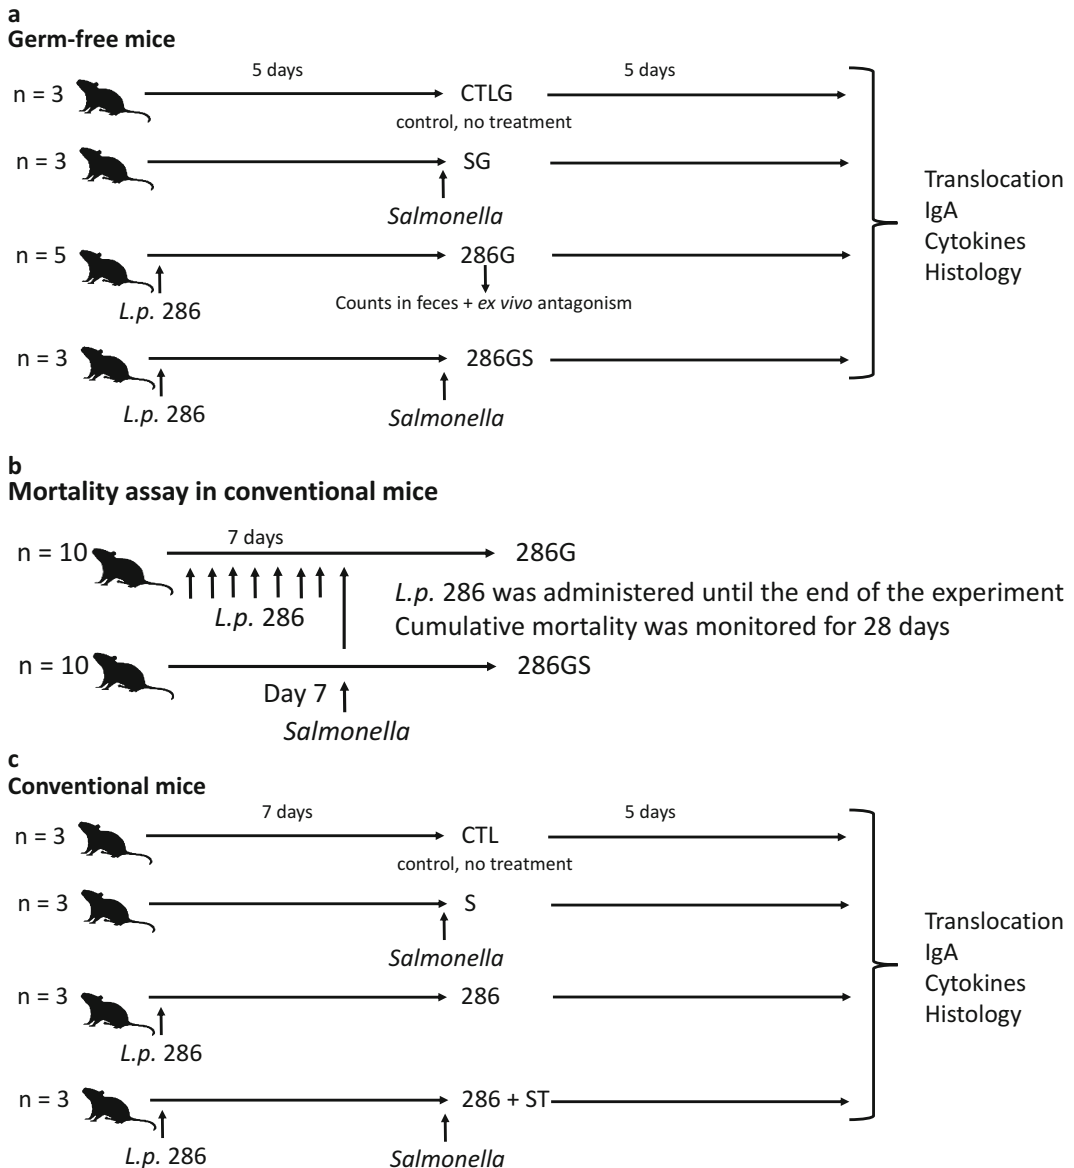 a
Germ-free mice
5 days
5 days
n = 3
CTLG
control, no treatment
n = 3
SG
Salmonella
n = 5
286G
L.p. 286
Counts in feces + ex vivo antagonism
n = 3
286GS
L.p. 286
Salmonella
Translocation
IgA
Cytokines
Histology
b
Mortality assay in conventional mice
7 days
n = 10
286G
L.p. 286
L.p. 286 was administered until the end of the experiment
Cumulative mortality was monitored for 28 days
n = 10
286GS
Day 7
Salmonella
c
Conventional mice
7 days
5 days
n = 3
CTL
control, no treatment
n = 3
S
Salmonella
n = 3
286
L.p. 286
n = 3
286 + ST
L.p. 286
Salmonella
Translocation
IgA
Cytokines
Histology